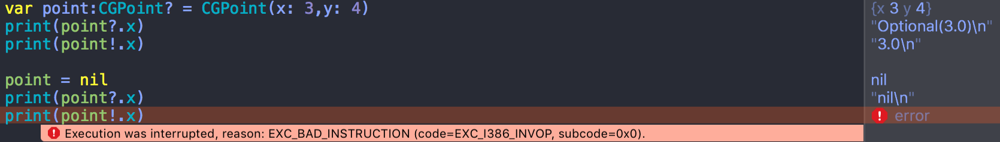 var point:CGPoint? = CGPoint(x: 3,y: 4) {x 3 y 4}
print(point?.x) "Optional(3.0)\n"
print(point!.x) "3.0\n"
point = nil nil
print(point?.x) "nil\n"
print(point!.x) error
Execution was interrupted, reason: EXC_BAD_INSTRUCTION (code=EXC_I386_INVOP, subcode=0x0).